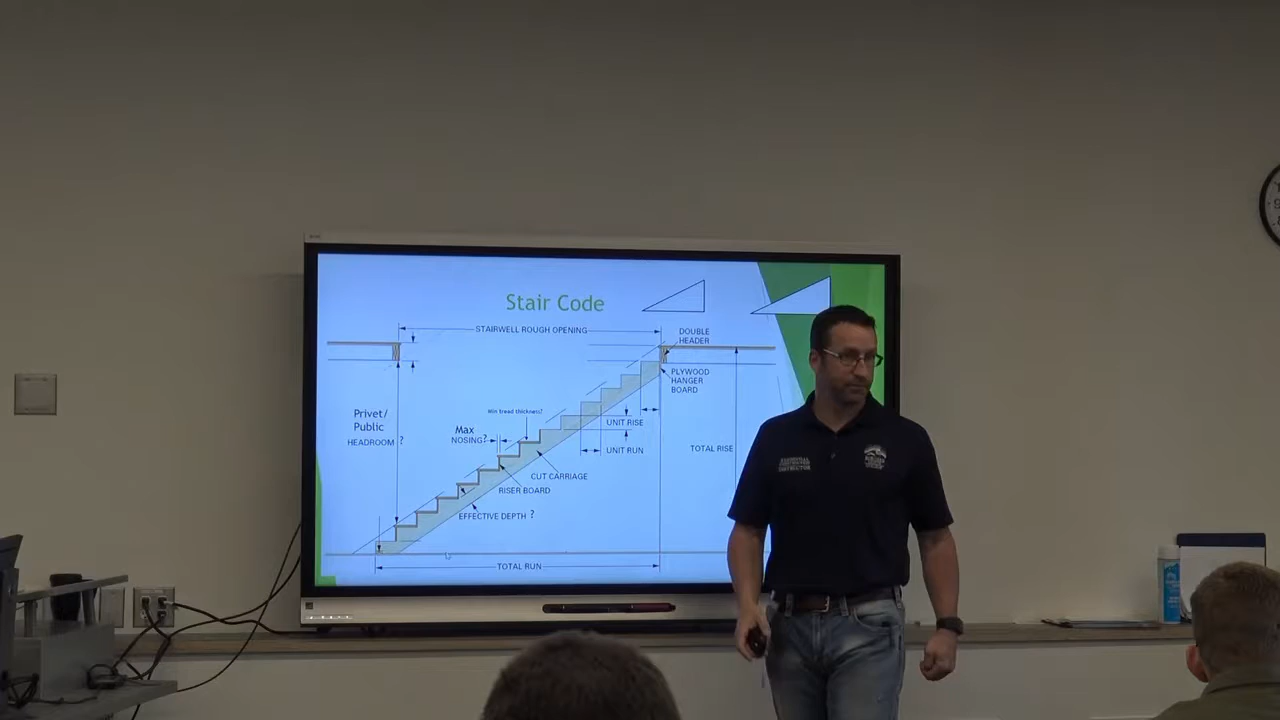 Stair Code
STAIRWELL ROUGH OPENING
DOUBLE
HEADER
PLYWOOD
HANGER
BOARD
Privet/
Public
HEADROOM ?
Min tread thickness?
Max
NOSING?
UNIT RISE
UNIT RUN
TOTAL RISE
CUT CARRIAGE
RISER BOARD
EFFECTIVE DEPTH ?
TOTAL RUN